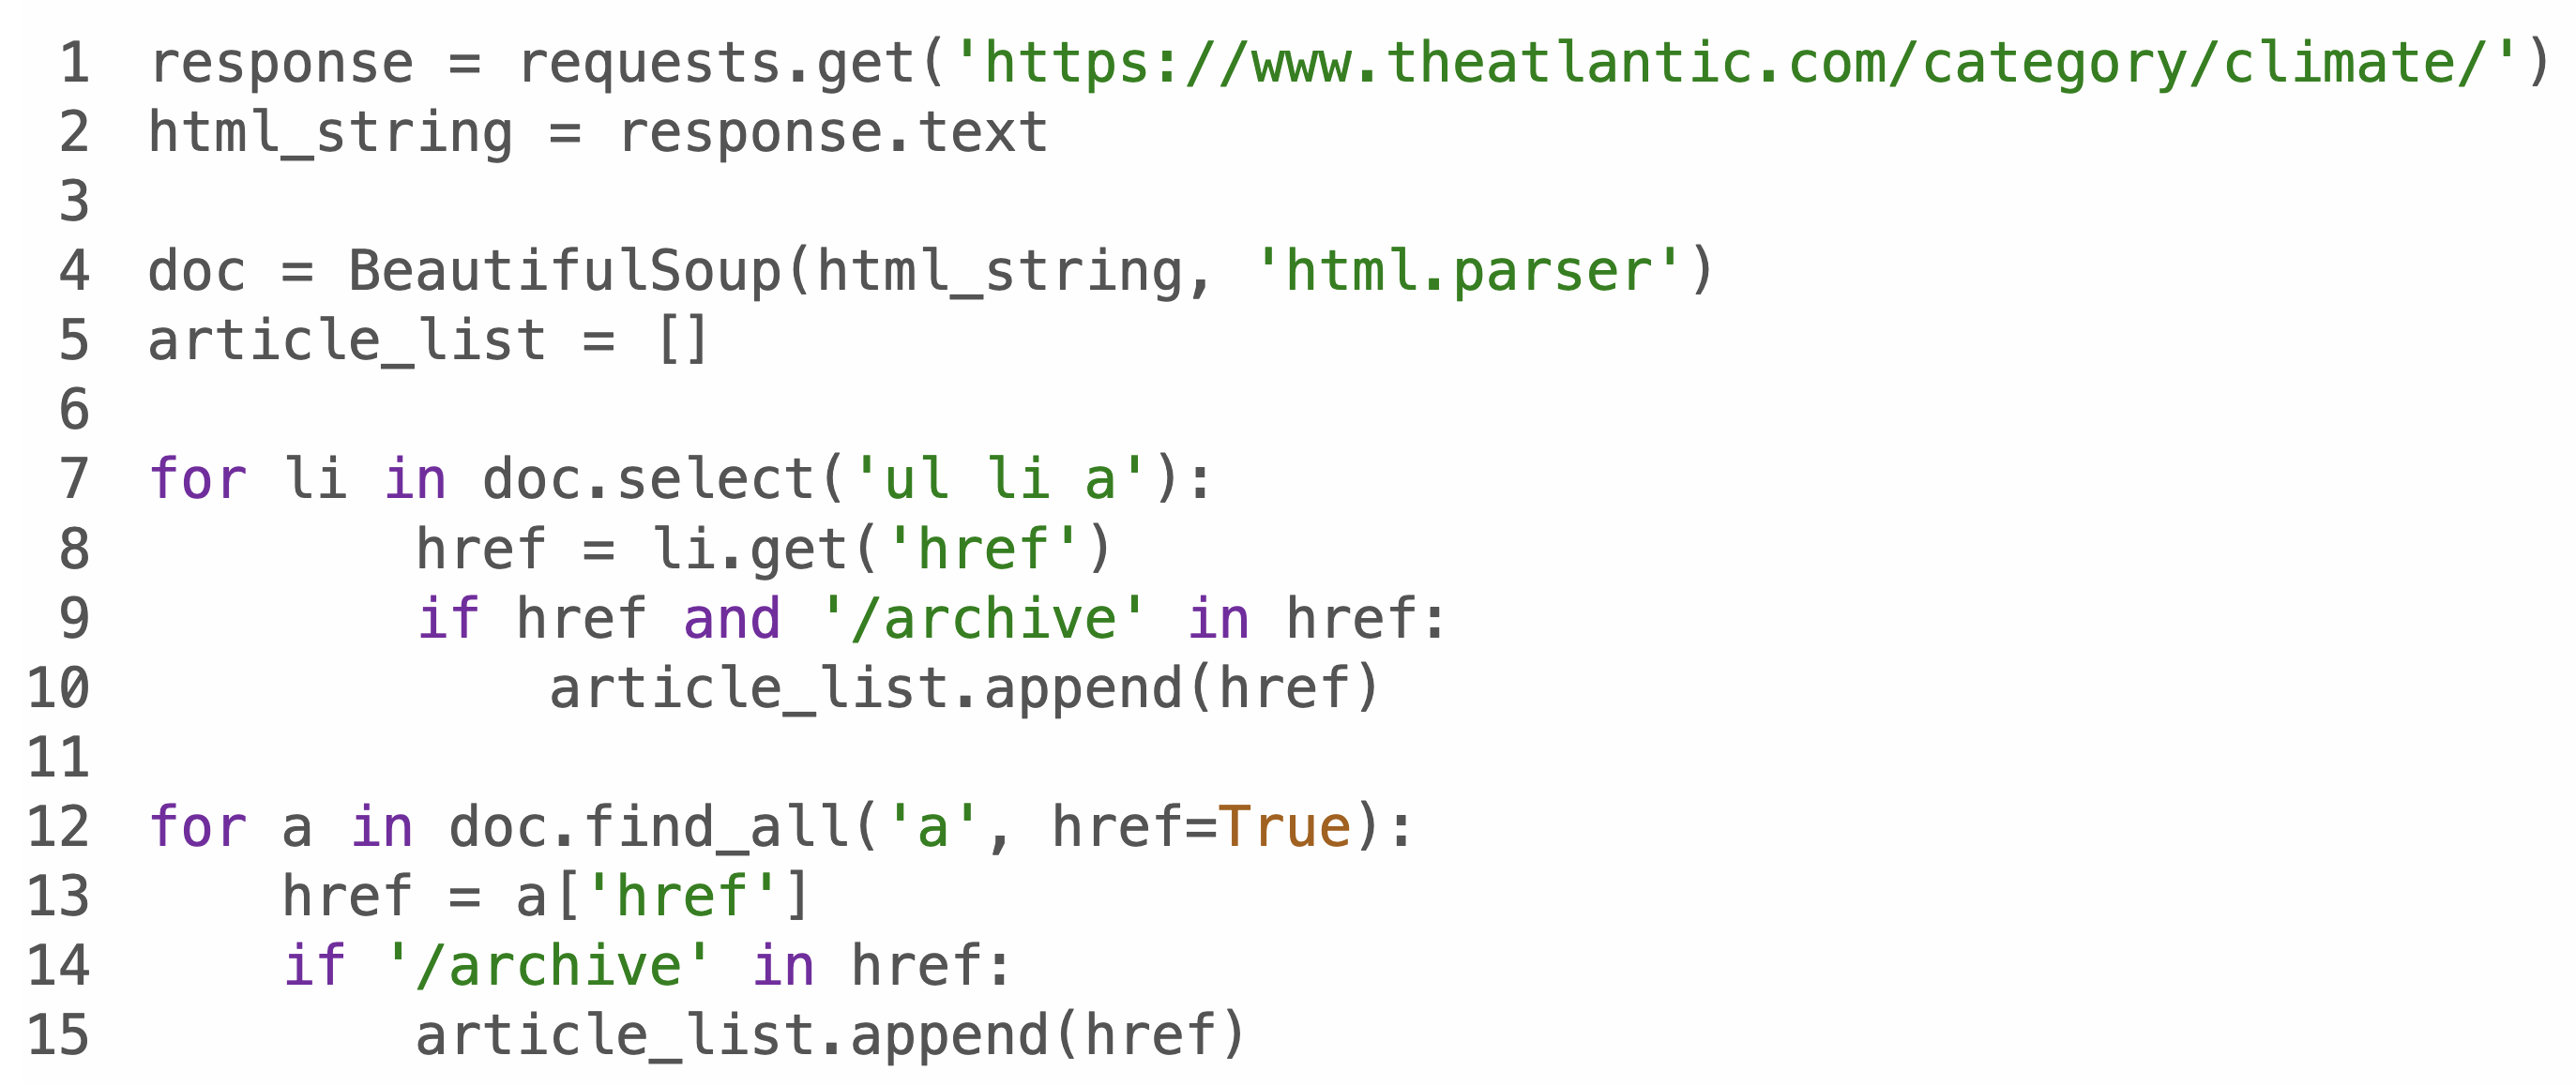 1 response = requests.get('https://www.theatlantic.com/category/climate/')
2 html_string = response.text
3
4 doc = BeautifulSoup(html_string, 'html.parser')
5 article_list = []
6
7 for li in doc.select('ul li a'):
8         href = li.get('href')
9         if href and '/archive' in href:
10             article_list.append(href)
11
12 for a in doc.find_all('a', href=True):
13     href = a['href']
14     if '/archive' in href:
15         article_list.append(href)